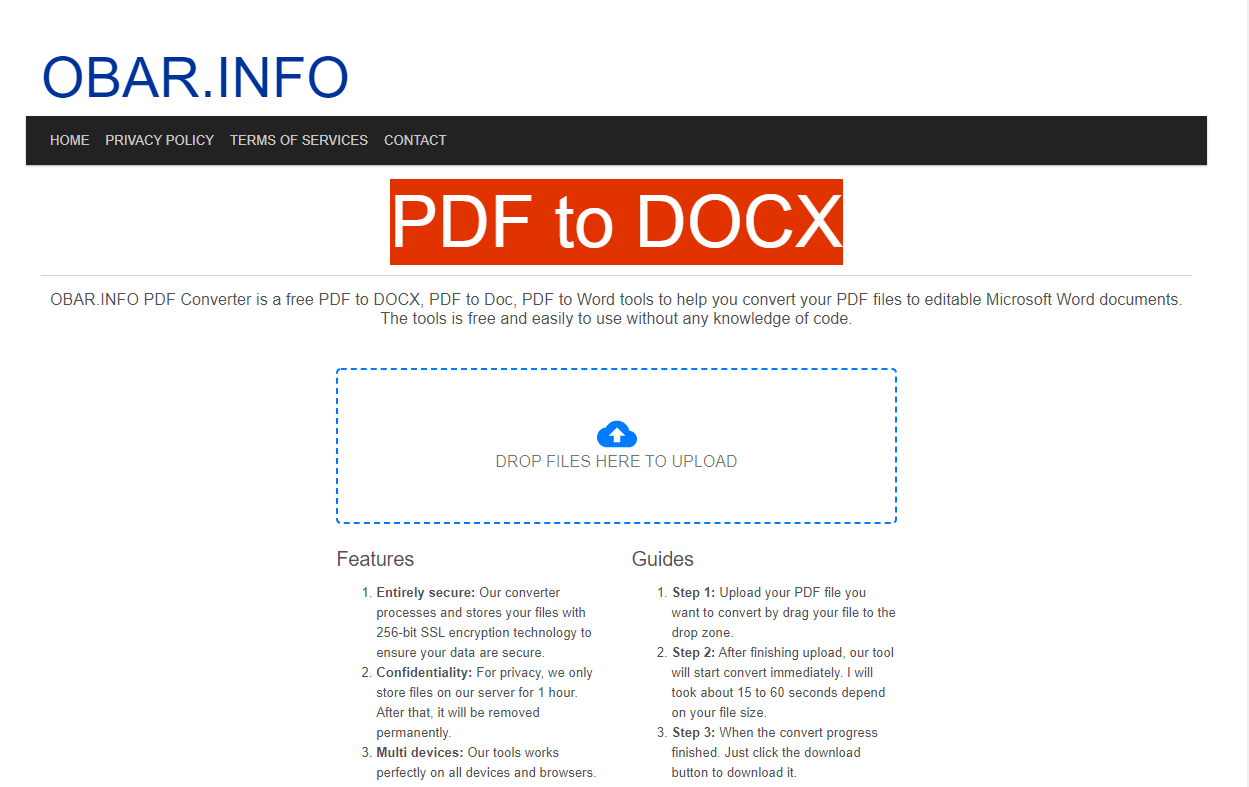 OBAR.INFO
HOME PRIVACY POLICY TERMS OF SERVICES CONTACT
PDF to DOCX
OBAR.INFO PDF Converter is a free PDF to DOCX, PDF to Doc, PDF to Word tools to help you convert your PDF files to editable Microsoft Word documents.
The tools is free and easily to use without any knowledge of code.
DROP FILES HERE TO UPLOAD
Features
1. Entirely secure: Our converter
processes and stores your files with
256-bit SSL encryption technology to
ensure your data are secure.
2. Confidentiality: For privacy, we only
store files on our server for 1 hour.
After that, it will be removed
permanently.
3. Multi devices: Our tools works
perfectly on all devices and browsers.
Guides
1. Step 1: Upload your PDF file you
want to convert by drag your file to the
drop zone.
2. Step 2: After finishing upload, our tool
will start convert immediately. I will
took about 15 to 60 seconds depend
on your file size.
3. Step 3: When the convert progress
finished. Just click the download
button to download it.